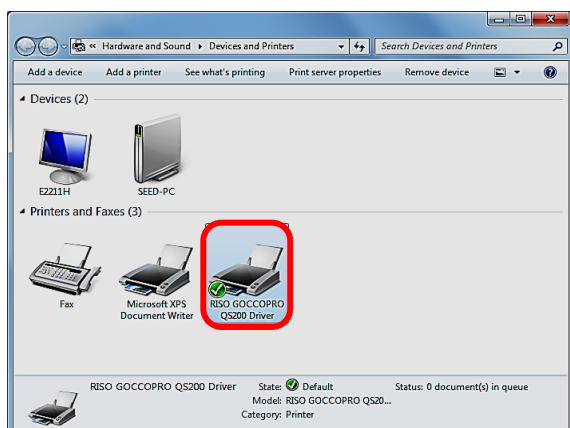 « Hardware and Sound ▸ Devices and Printers
Search Devices and Printers
Add a device Add a printer See what's printing Print server properties Remove device
Devices (2)
E2211H SEED-PC
Printers and Faxes (3)
Fax Microsoft XPS Document Writer RISO GOCCOPRO QS200 Driver
RISO GOCCOPRO QS200 Driver State: Default Status: 0 document(s) in queue
Model: RISO GOCCOPRO QS20...
Category: Printer